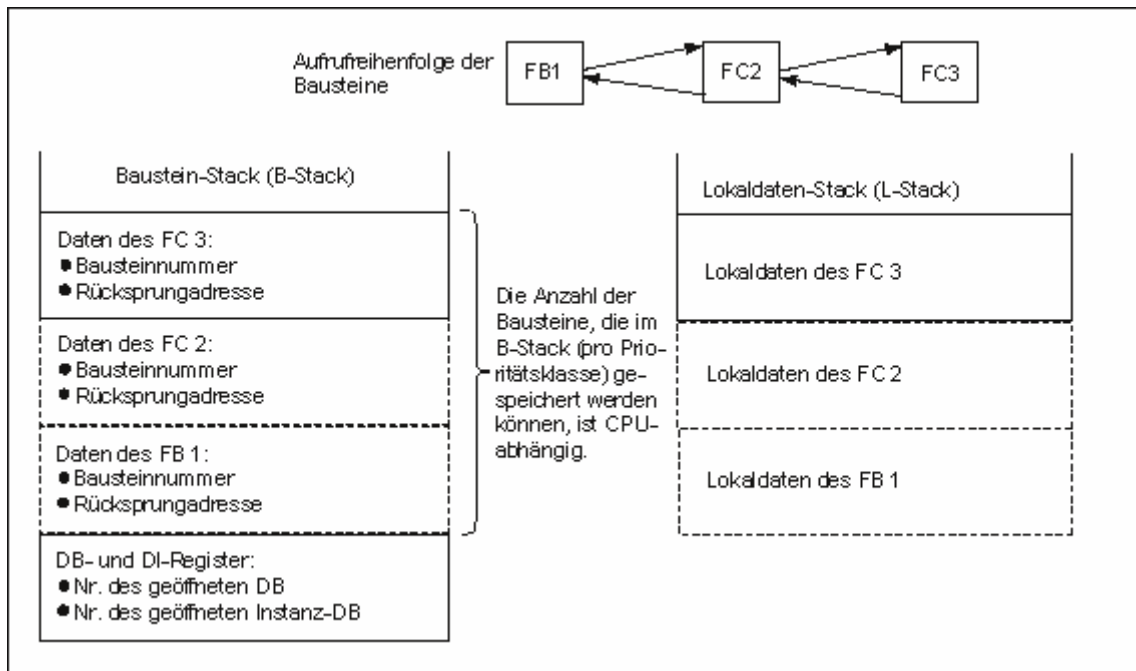 Aufrufreihenfolge der
Bausteine
FB1
FC2
FC3
Baustein-Stack (B-Stack)
Daten des FC 3:
● Bausteinnummer
● Rücksprungadresse
Daten des FC 2:
● Bausteinnummer
● Rücksprungadresse
Daten des FB 1:
● Bausteinnummer
● Rücksprungadresse
DB- und DI-Register:
● Nr. des geöffneten DB
● Nr. des geöffneten Instanz-DB
Die Anzahl der
Bausteine, die im
B-Stack (pro Prio-
ritätsklasse) ge-
speichert werden
können, ist CPU-
abhängig.
Lokaldaten-Stack (L-Stack)
Lokaldaten des FC 3
Lokaldaten des FC 2
Lokaldaten des FB 1